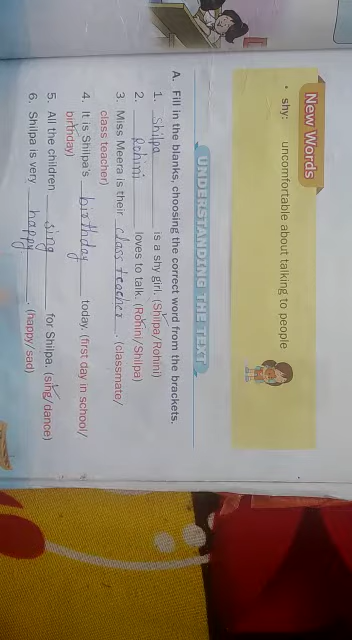 New Words
• shy: uncomfortable about talking to people
UNDERSTANDING THE TEXT
A. Fill in the blanks, choosing the correct word from the brackets.
1. Shilpa is a shy girl. (Shilpa/Rohini)
2. Rohini loves to talk. (Rohini/Shilpa)
3. Miss Meera is their class teacher. (classmate/
class teacher)
4. It is Shilpa's birthday today. (first day in school/
birthday)
5. All the children sing for Shilpa. (sing/dance)
6. Shilpa is very happy. (happy/sad)